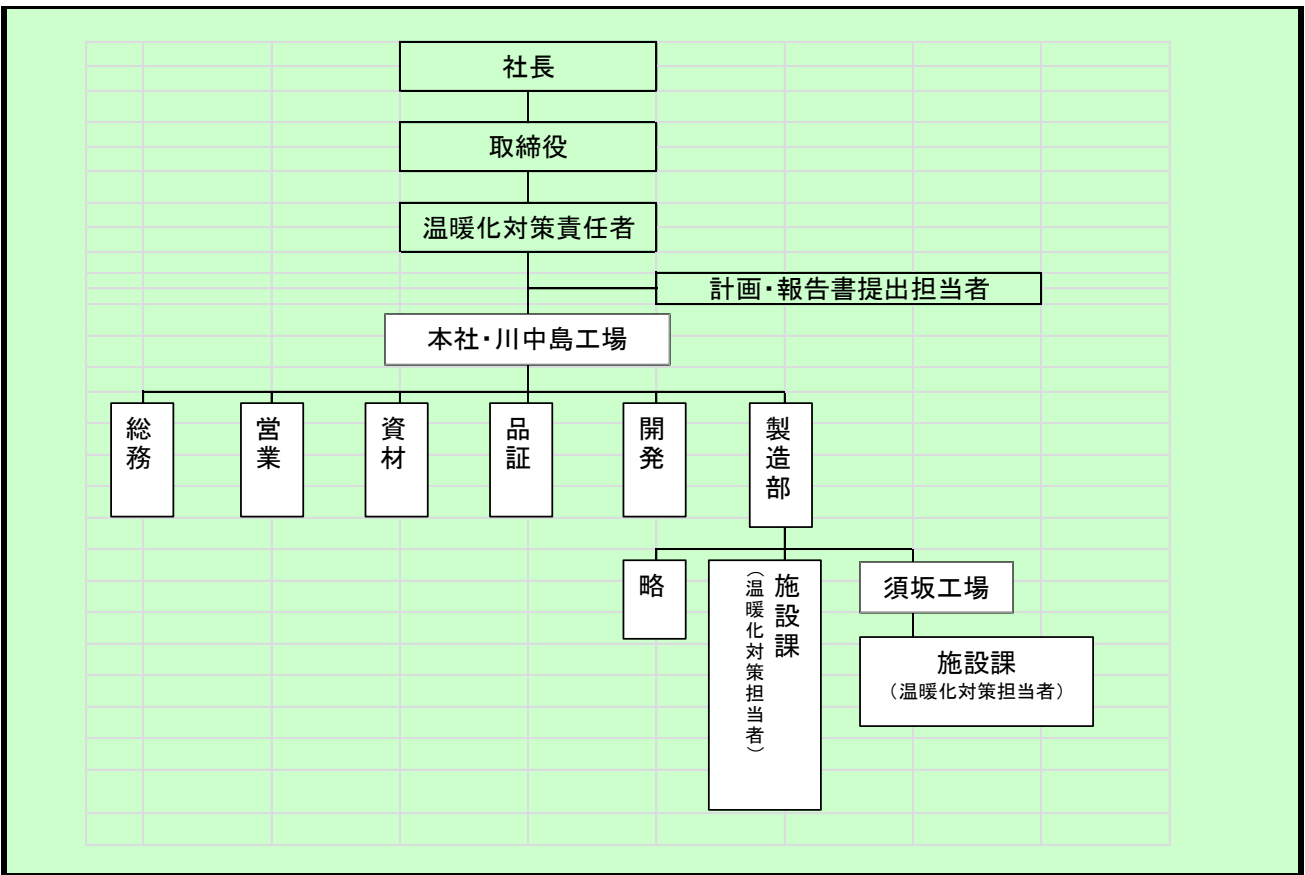 社長
取締役
温暖化対策責任者
計画・報告書提出担当者
本社・川中島工場
総務
営業
資材
品証
開発
製造部
略
施設課
（温暖化対策担当者）
須坂工場
施設課
（温暖化対策担当者）